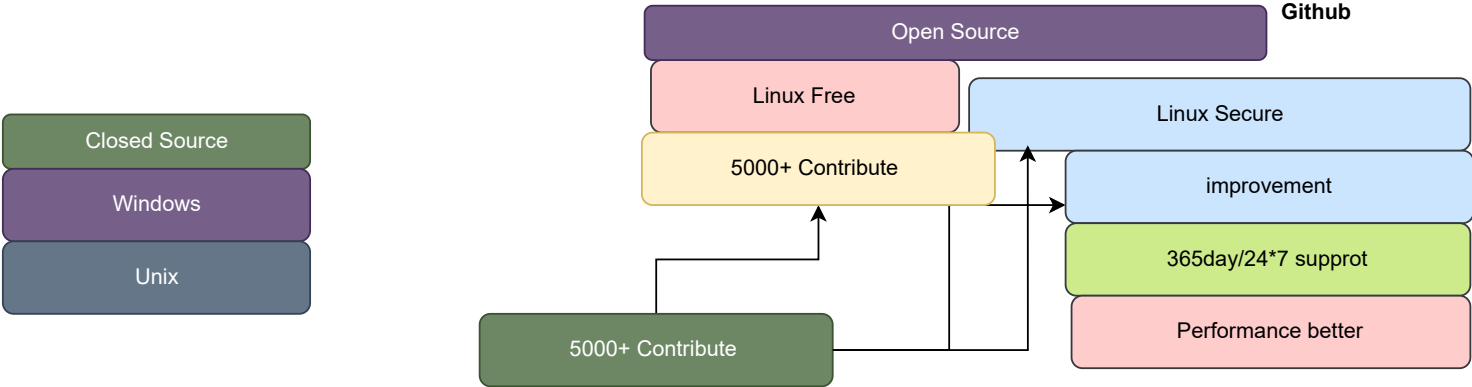 Github
Open Source
Linux Free
Linux Secure
Closed Source
5000+ Contribute
improvement
Windows
365day/24*7 supprot
Unix
Performance better
5000+ Contribute